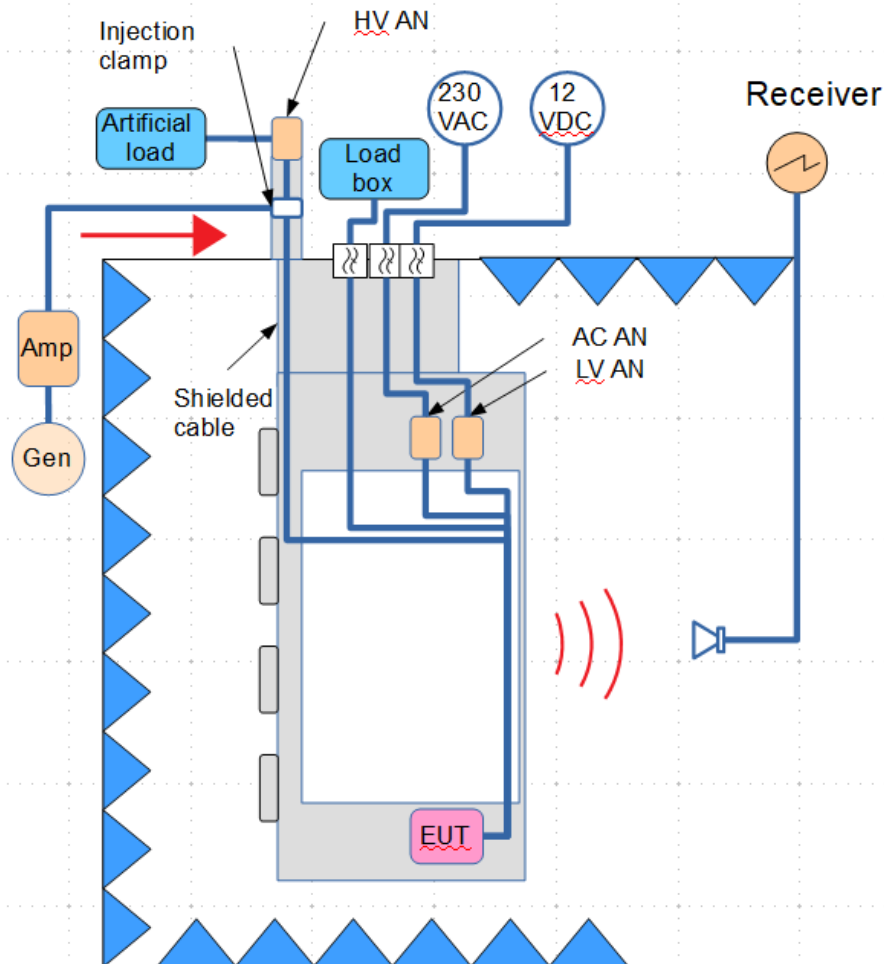 HV AN
Injection
clamp
230
VAC
12
VDC
Receiver
Artificial
load
Load
box
Amp
AC AN
LV AN
Shielded
cable
Gen
EUT